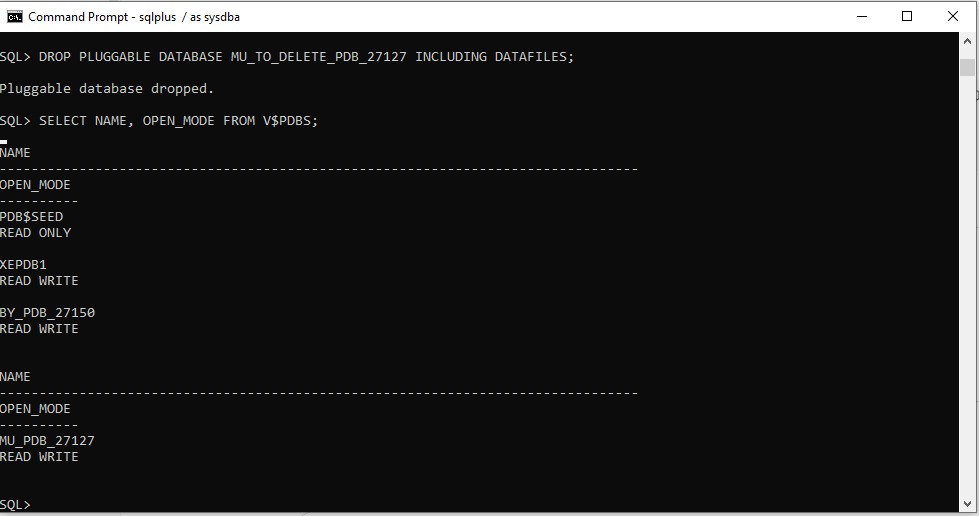 Command Prompt - sqlplus / as sysdba
SQL> DROP PLUGGABLE DATABASE MU_TO_DELETE_PDB_27127 INCLUDING DATAFILES;
Pluggable database dropped.
SQL> SELECT NAME, OPEN_MODE FROM V$PDBS;
NAME
--------------------------------------------------------------------------------
OPEN_MODE
----------
PDB$SEED
READ ONLY
XEPDB1
READ WRITE
BY_PDB_27150
READ WRITE
NAME
--------------------------------------------------------------------------------
OPEN_MODE
----------
MU_PDB_27127
READ WRITE
SQL>